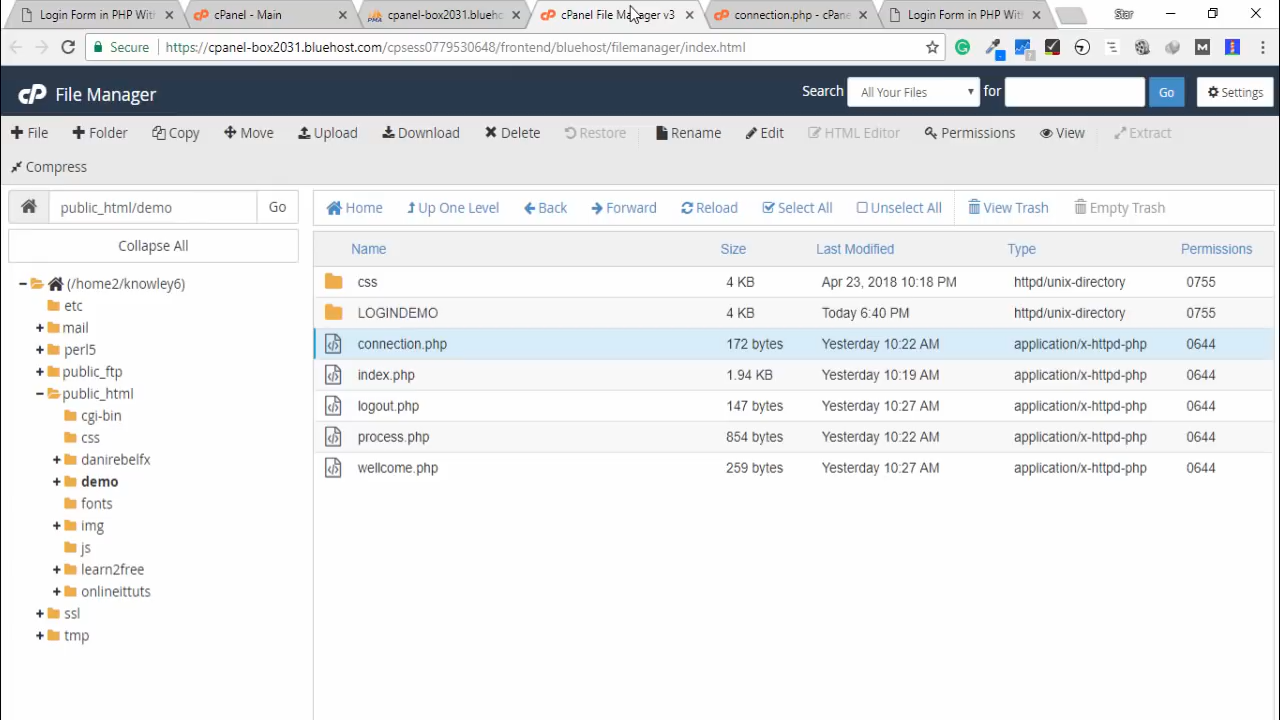 Login Form in PHP Wit
cPanel - Main
cpanel-box2031.blueh
cPanel File Manager v3
connection.php - cPane
Login Form in PHP Wit
Star
Secure https://cpanel-box2031.bluehost.com/cpsess0779530648/frontend/bluehost/filemanager/index.html
cP File Manager
Search All Your Files for Go Settings
File Folder Copy Move Upload Download Delete Restore Rename Edit HTML Editor Permissions View Extract
Compress
public_html/demo Go
Home Up One Level Back Forward Reload Select All Unselect All View Trash Empty Trash
Collapse All
(/home2/knowley6)
etc
mail
perl5
public_ftp
public_html
cgi-bin
css
danirebelfx
demo
fonts
img
js
learn2free
onlineittuts
ssl
tmp
Name Size Last Modified Type Permissions
css 4 KB Apr 23, 2018 10:18 PM httpd/unix-directory 0755
LOGINDEMO 4 KB Today 6:40 PM httpd/unix-directory 0755
connection.php 172 bytes Yesterday 10:22 AM application/x-httpd-php 0644
index.php 1.94 KB Yesterday 10:19 AM application/x-httpd-php 0644
logout.php 147 bytes Yesterday 10:27 AM application/x-httpd-php 0644
process.php 854 bytes Yesterday 10:22 AM application/x-httpd-php 0644
wellcome.php 259 bytes Yesterday 10:27 AM application/x-httpd-php 0644